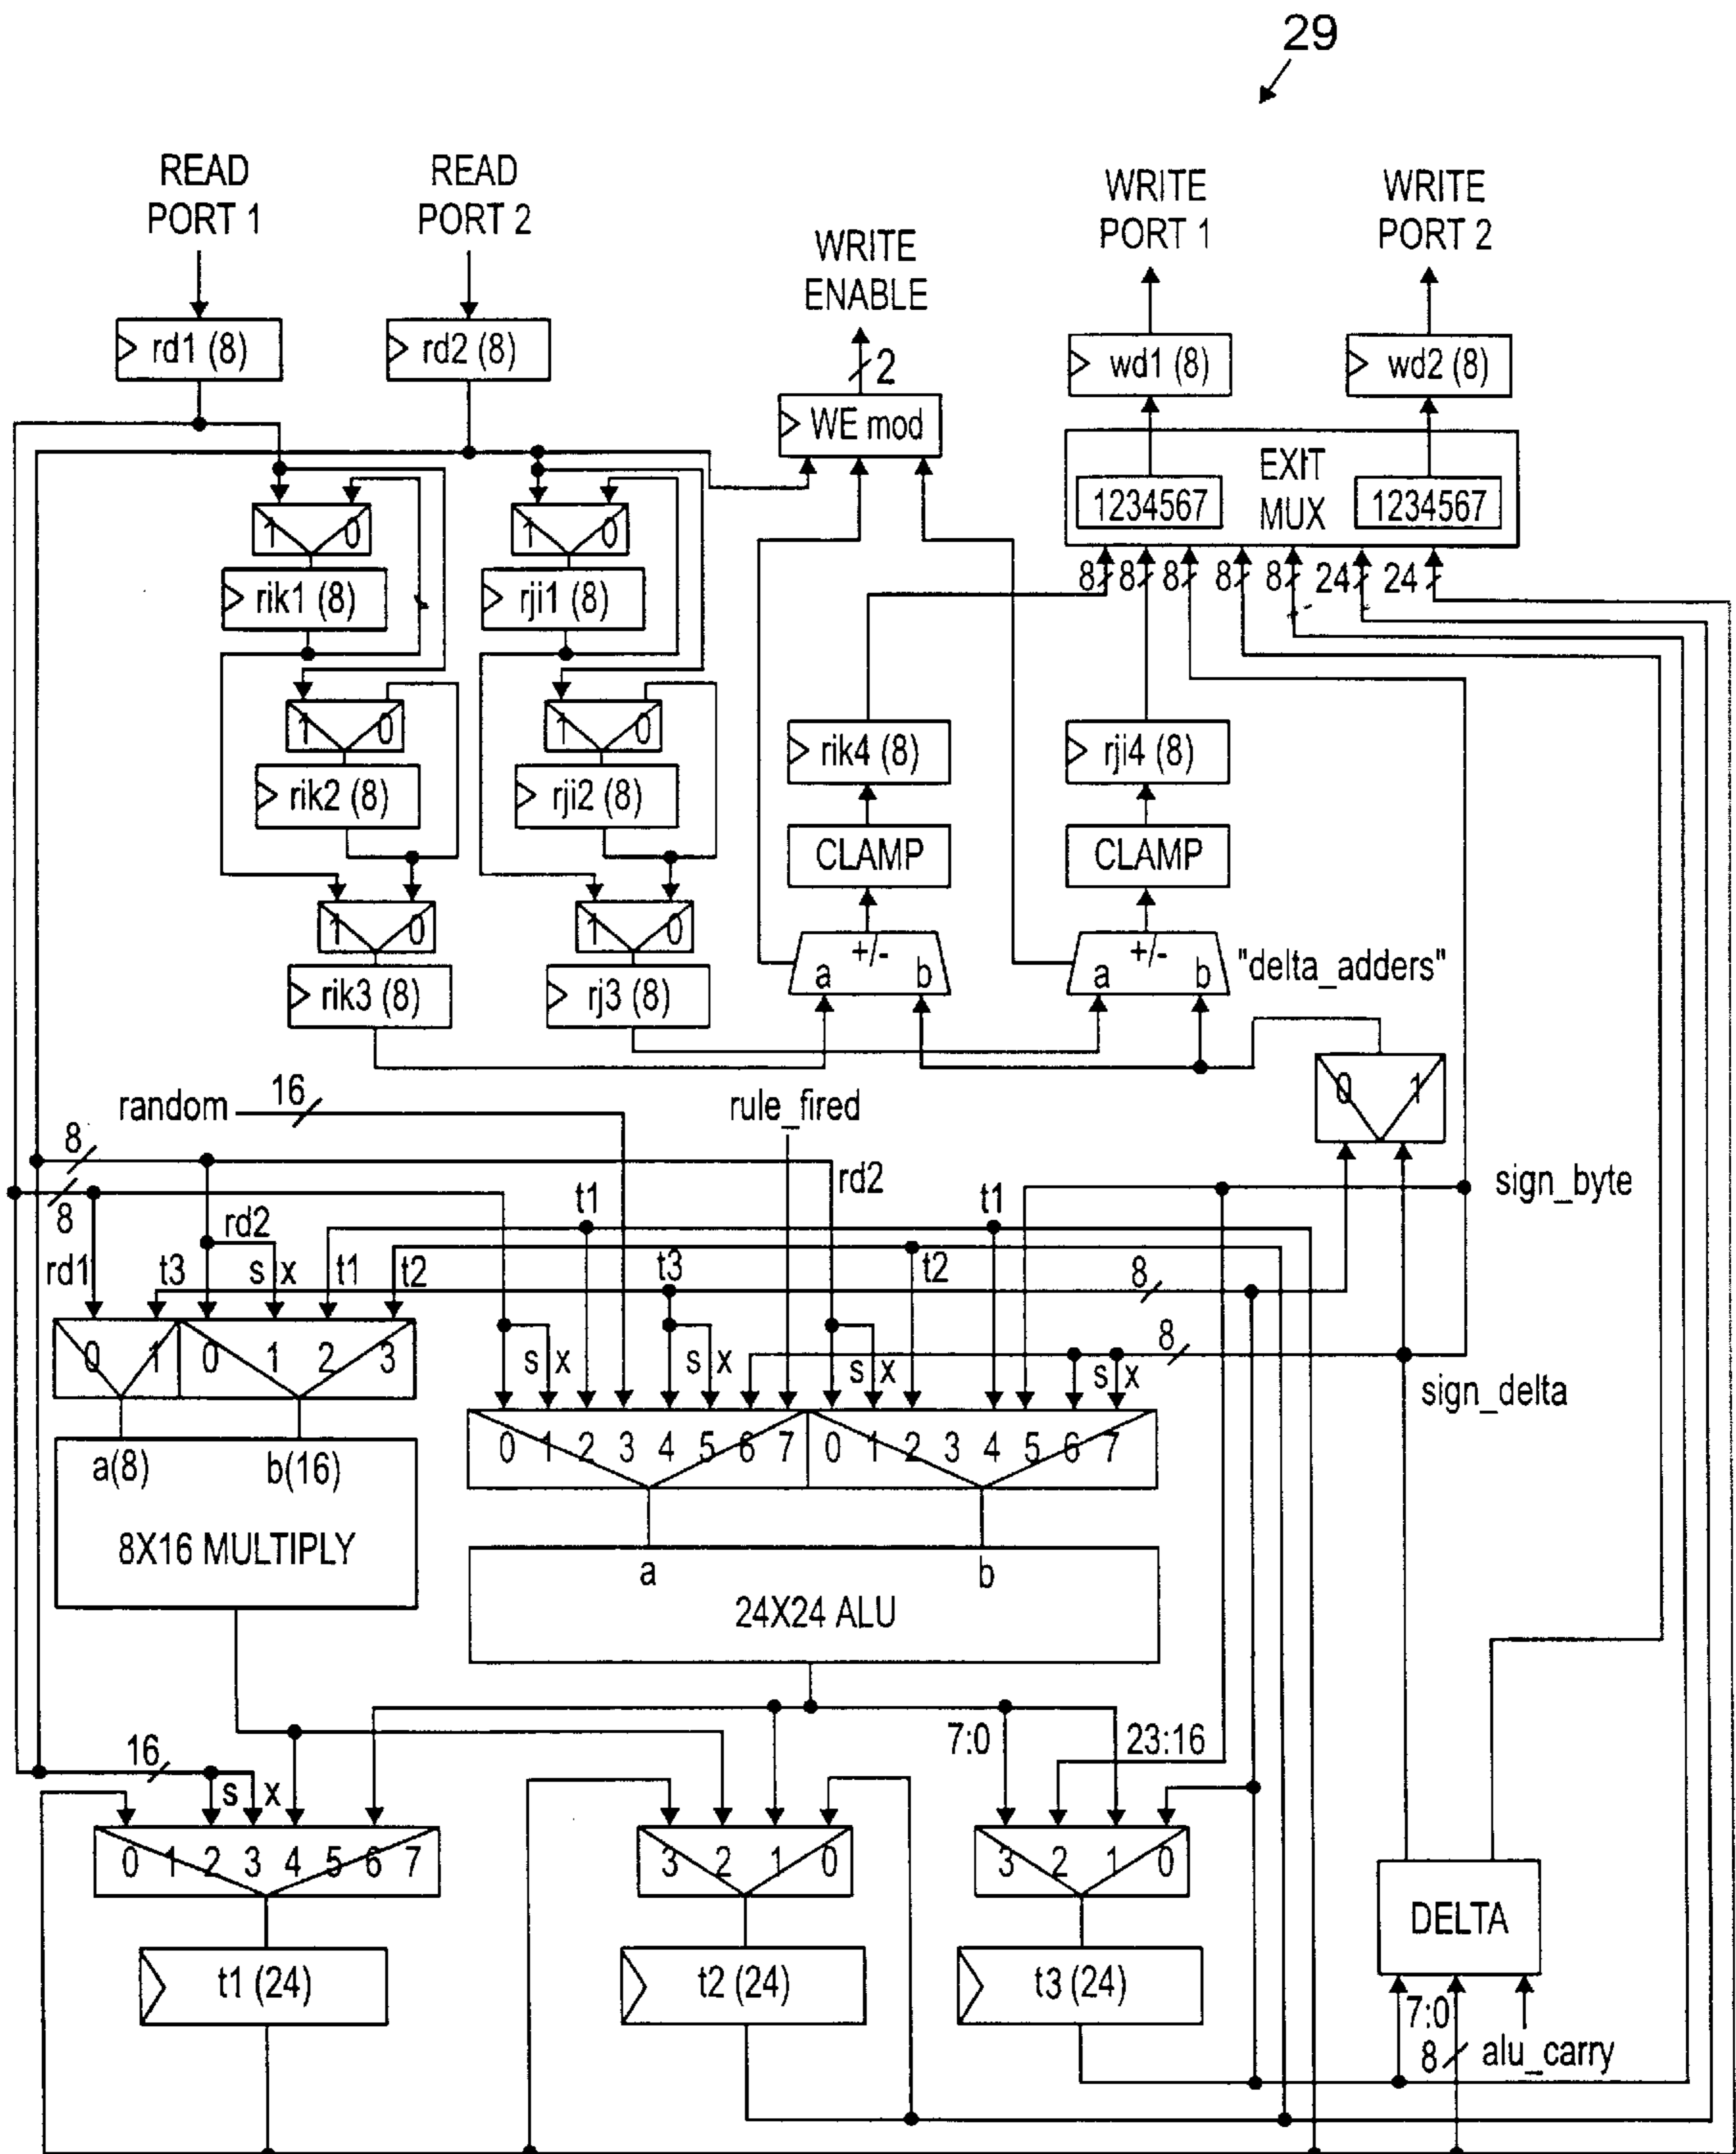 29
READ
PORT 1
READ
PORT 2
WRITE
ENABLE
WRITE
PORT 1
WRITE
PORT 2
rd1 (8)
rd2 (8)
2
wd1 (8)
wd2 (8)
WE mod
EXIT
MUX
1234567
1234567
1 0
1 0
8 8 8 8 8 24 24
rik1 (8)
rji1 (8)
1 0
1 0
rik2 (8)
rji2 (8)
rik4 (8)
rji4 (8)
CLAMP
CLAMP
1 0
1 0
+/-
a b
+/-
a b
"delta_adders"
rik3 (8)
rj3 (8)
0 1
random 16
rule_fired
8
8
rd2
t1
rd2
t1
sign_byte
rd1
t3
s x
t1
t2
t3
t2
8
0 1 0 1 2 3
s x
s x
s x
8
s x
sign_delta
0 1 2 3 4 5 6 7 0 1 2 3 4 5 6 7
a(8) b(16)
8X16 MULTIPLY
a b
24X24 ALU
16
s x
7:0
23:16
0 1 2 3 4 5 6 7
3 2 1 0
3 2 1 0
DELTA
t1 (24)
t2 (24)
t3 (24)
7:0
8
alu_carry